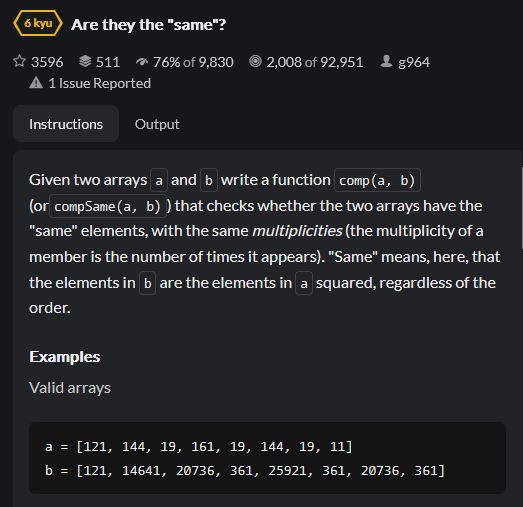 6 kyu Are they the "same"?
3596 511 76% of 9,830 2,008 of 92,951 g964
1 Issue Reported
Instructions Output
Given two arrays a and b write a function comp(a, b)
(or compSame(a, b) ) that checks whether the two arrays have the
"same" elements, with the same multiplicities (the multiplicity of a
member is the number of times it appears). "Same" means, here, that
the elements in b are the elements in a squared, regardless of the
order.
Examples
Valid arrays
a = [121, 144, 19, 161, 19, 144, 19, 11]
b = [121, 14641, 20736, 361, 25921, 361, 20736, 361]